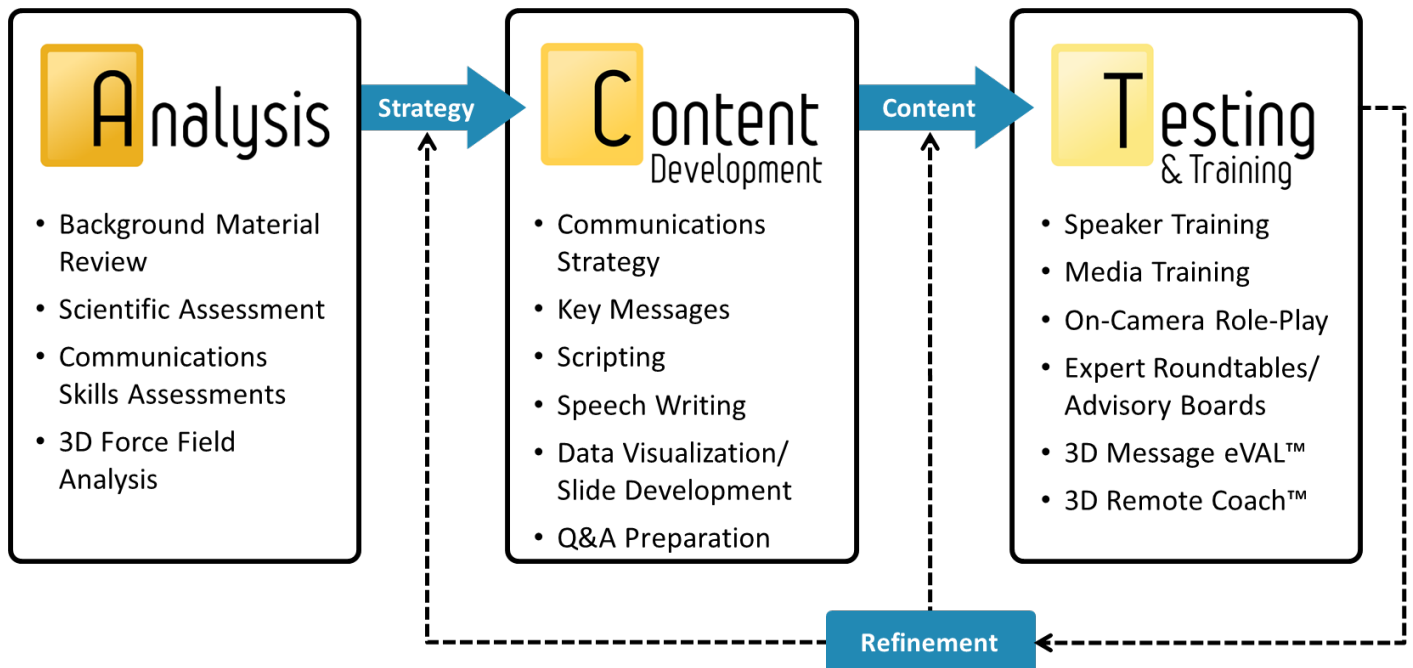 Analysis
• Background Material
Review
• Scientific Assessment
• Communications
Skills Assessments
• 3D Force Field
Analysis
Strategy
Content
Development
• Communications
Strategy
• Key Messages
• Scripting
• Speech Writing
• Data Visualization/
Slide Development
• Q&A Preparation
Content
Testing
& Training
• Speaker Training
• Media Training
• On-Camera Role-Play
• Expert Roundtables/
Advisory Boards
• 3D Message eVAL™
• 3D Remote Coach™
Refinement